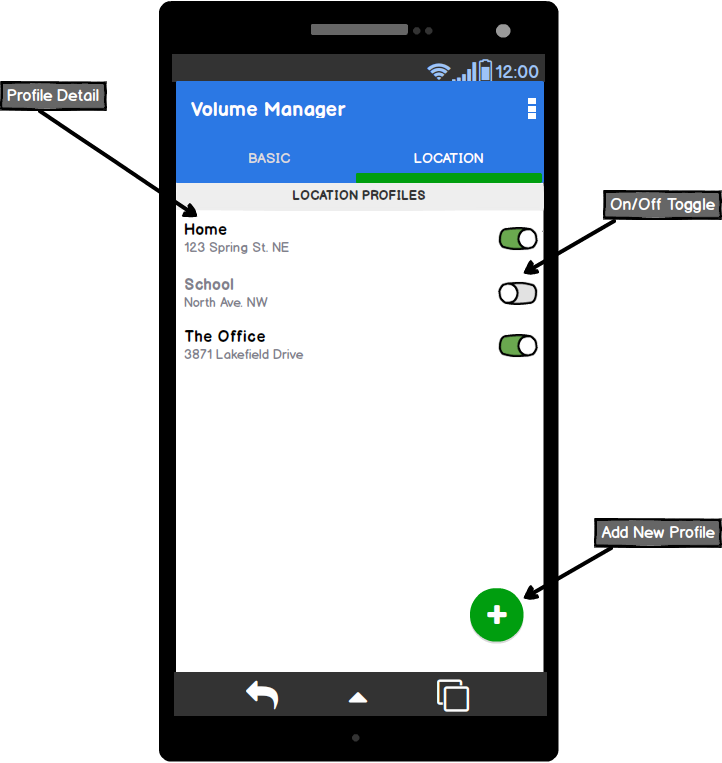 12:00
Profile Detail
Volume Manager
BASIC
LOCATION
LOCATION PROFILES
On/Off Toggle
Home
123 Spring St. NE
School
North Ave. NW
The Office
3871 Lakefield Drive
Add New Profile